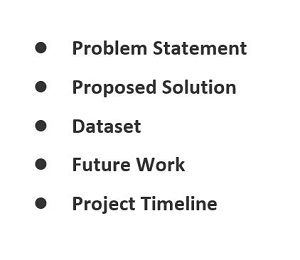 ● Problem Statement
● Proposed Solution
● Dataset
● Future Work
● Project Timeline